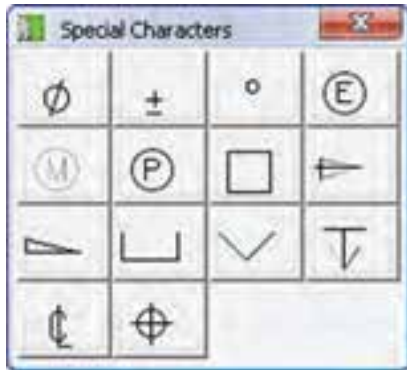 Special Characters
Ø ± ° Ⓔ
Ⓜ Ⓟ □ ⌲
⌳ ⌴ ⌵ ↧
℄ ⌖